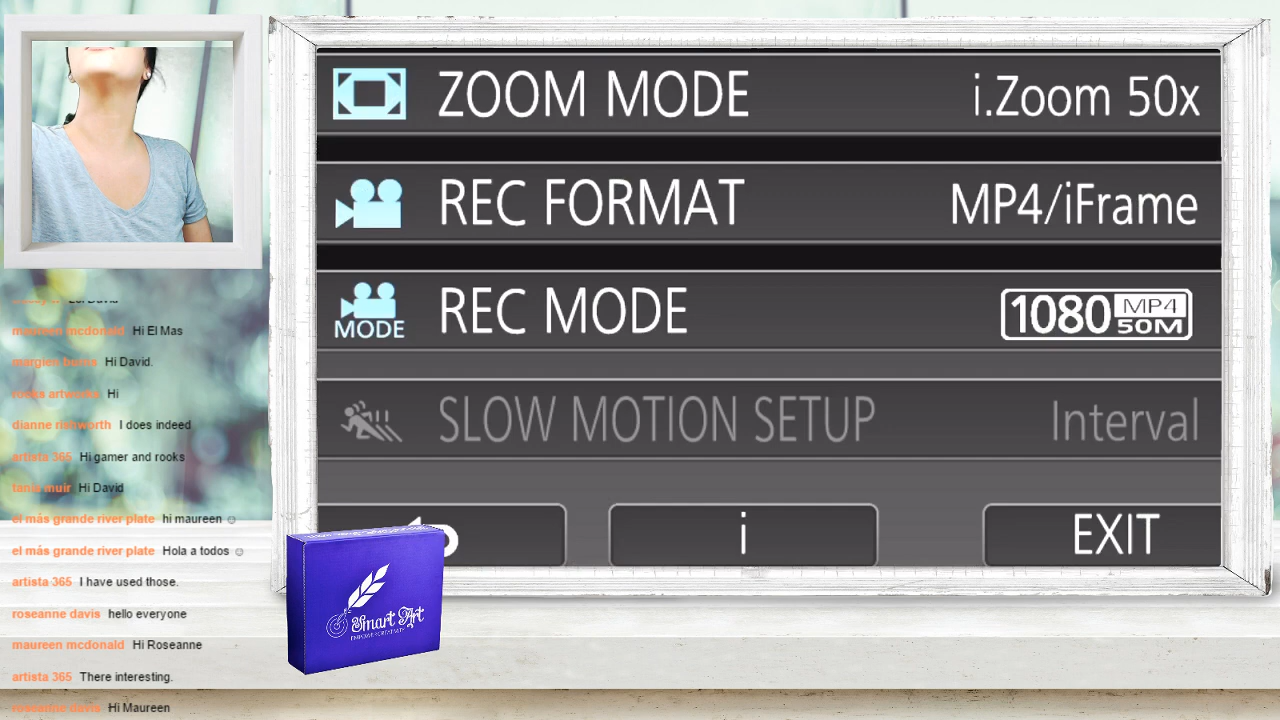 ZOOM MODE i.Zoom 50x
REC FORMAT MP4/iFrame
MODE REC MODE 1080 MP4 50M
SLOW MOTION SETUP Interval
i EXIT
Smart Art
maureen mcdonald Hi El Mas
Hi David.
rooks artworks Hi
dianne rishworth I does indeed
artista 365 Hi gamer and rooks
tania muir Hi David
el más grande river plate hi maureen ☺
el más grande river plate Hola a todos ☺
artista 365 I have used those.
roseanne davis hello everyone
maureen mcdonald Hi Roseanne
artista 365 There interesting.
roseanne davis Hi Maureen